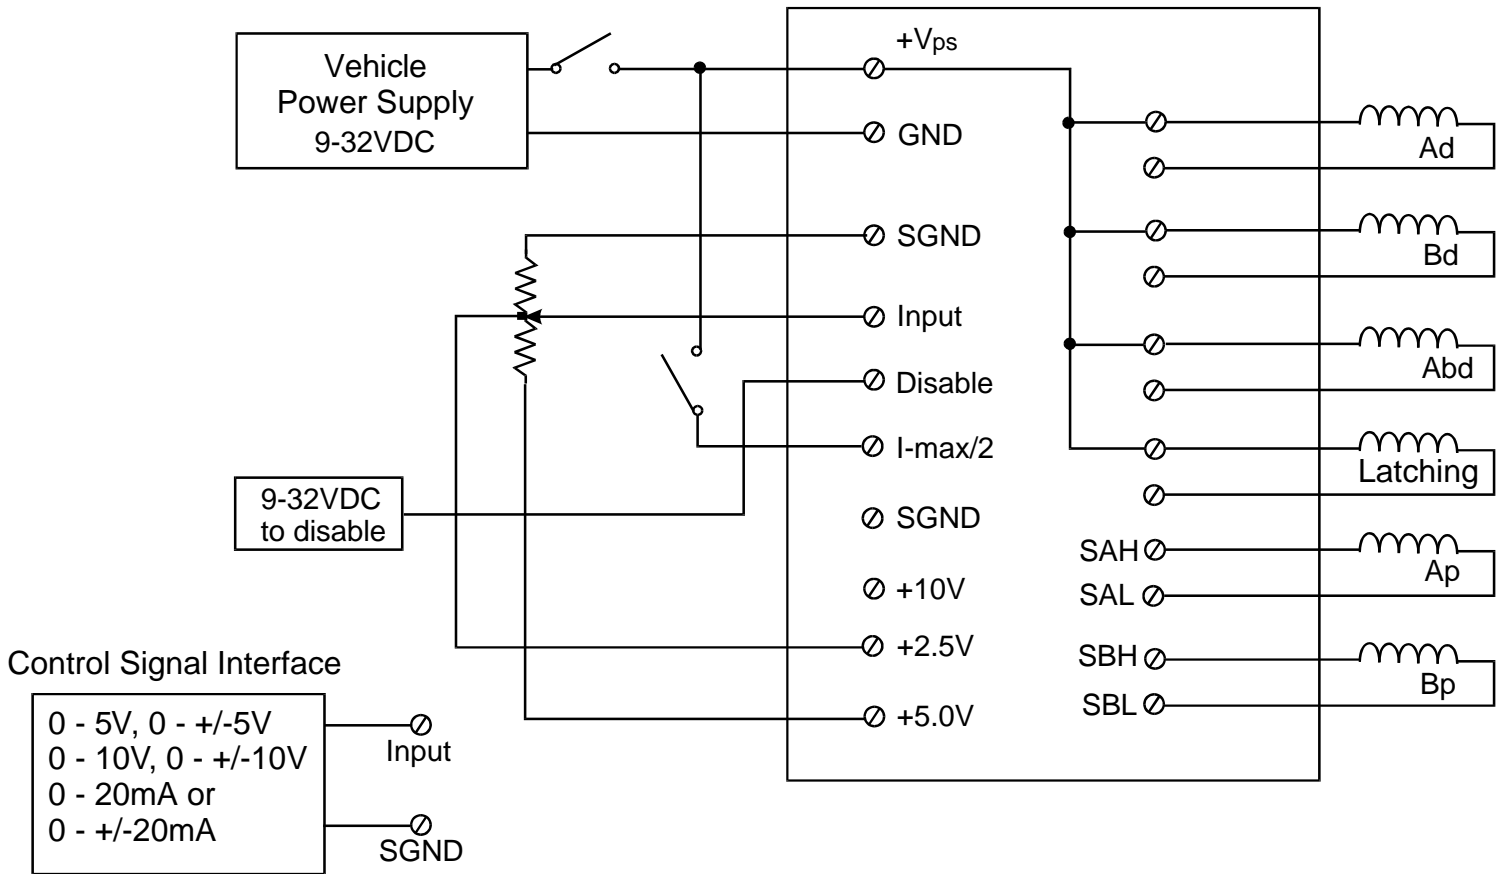 Vehicle
Power Supply
9-32VDC
+Vps
GND
SGND
Input
Disable
I-max/2
SGND
+10V
+2.5V
+5.0V
9-32VDC
to disable
Ad
Bd
Abd
Latching
SAH
SAL
Ap
SBH
SBL
Bp
Control Signal Interface
0 - 5V, 0 - +/-5V
0 - 10V, 0 - +/-10V
0 - 20mA or
0 - +/-20mA
Input
SGND